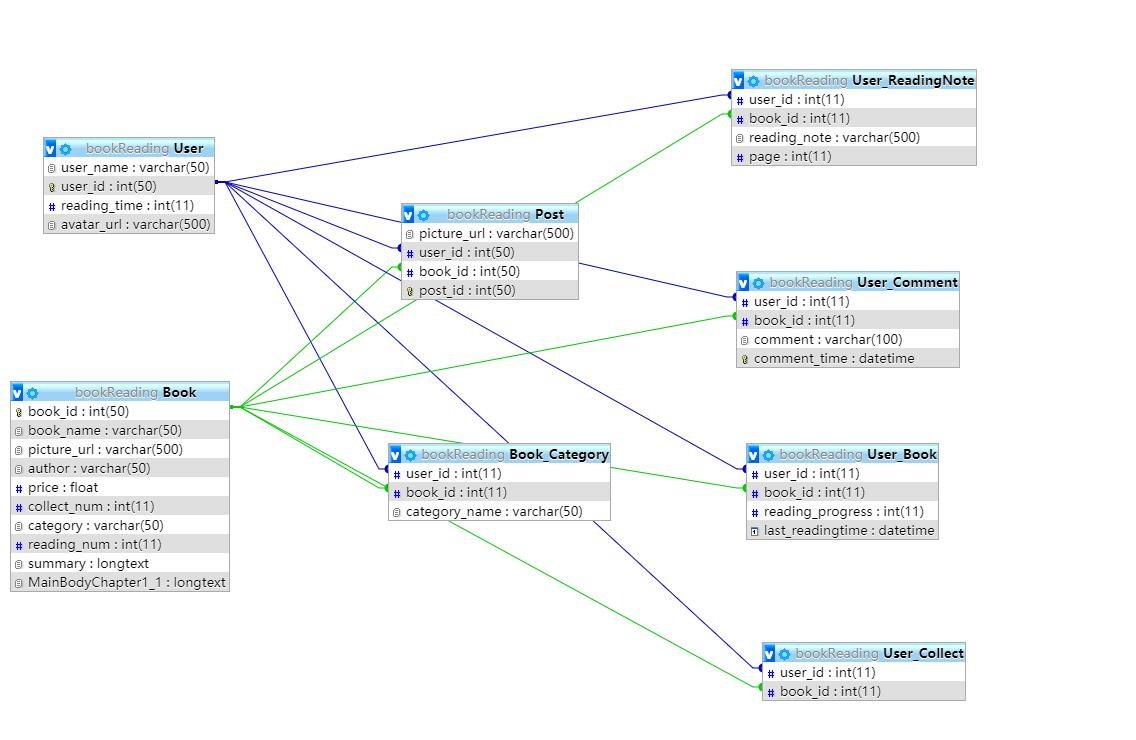 bookReading User
user_name : varchar(50)
user_id : int(50)
reading_time : int(11)
avatar_url : varchar(500)
bookReading Book
book_id : int(50)
book_name : varchar(50)
picture_url : varchar(500)
author : varchar(50)
price : float
collect_num : int(11)
category : varchar(50)
reading_num : int(11)
summary : longtext
MainBodyChapter1_1 : longtext
bookReading Post
picture_url : varchar(500)
user_id : int(50)
book_id : int(50)
post_id : int(50)
bookReading Book_Category
user_id : int(11)
book_id : int(11)
category_name : varchar(50)
bookReading User_ReadingNote
user_id : int(11)
book_id : int(11)
reading_note : varchar(500)
page : int(11)
bookReading User_Comment
user_id : int(11)
book_id : int(11)
comment : varchar(100)
comment_time : datetime
bookReading User_Book
user_id : int(11)
book_id : int(11)
reading_progress : int(11)
last_readingtime : datetime
bookReading User_Collect
user_id : int(11)
book_id : int(11)